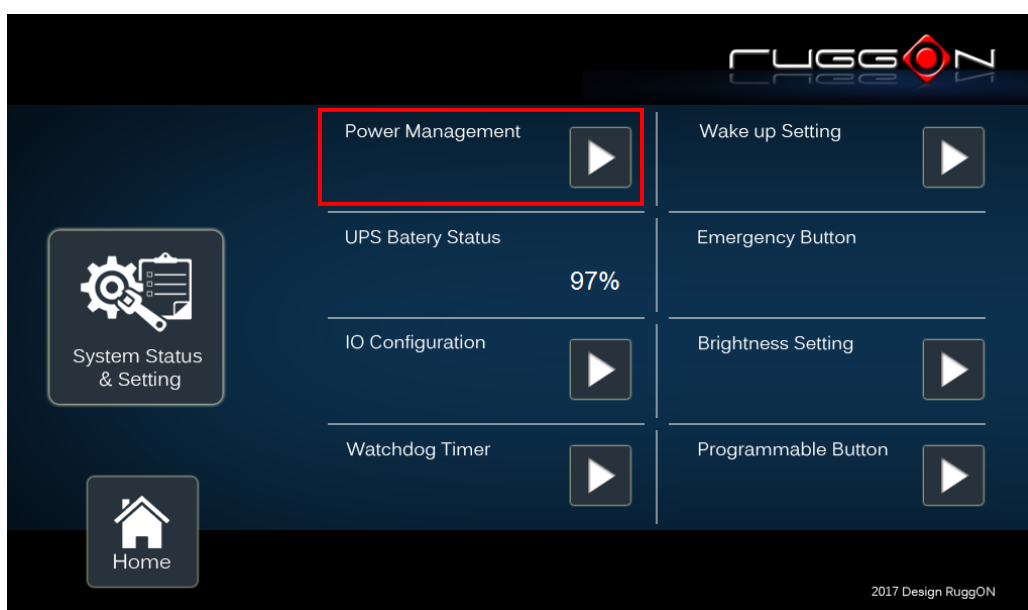 RUGGON
Power Management
Wake up Setting
UPS Batery Status
97%
Emergency Button
System Status
& Setting
IO Configuration
Brightness Setting
Watchdog Timer
Programmable Button
Home
2017 Design RuggON